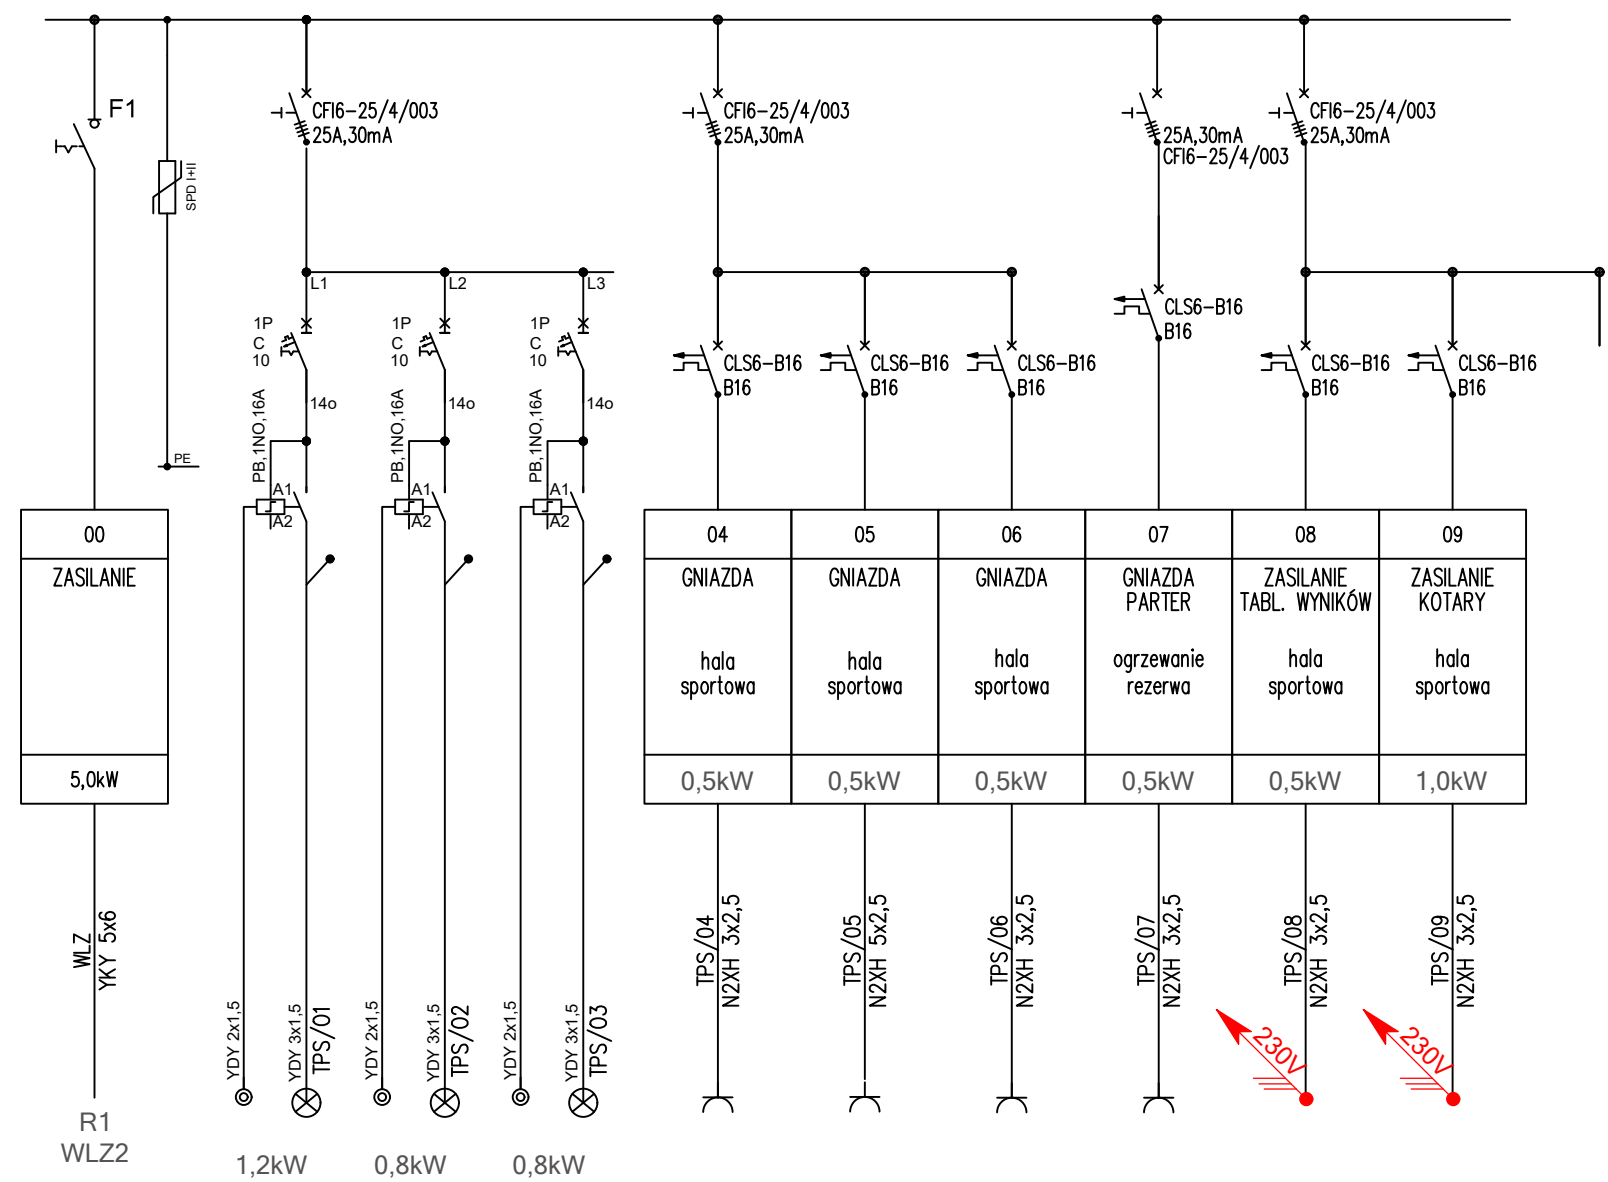 F1
SPD I+II
PE
CFI6-25/4/003
25A,30mA
CFI6-25/4/003
25A,30mA
25A,30mA
CFI6-25/4/003
CFI6-25/4/003
25A,30mA
L1
L2
L3
1P
C
10
1P
C
10
1P
C
10
14o
14o
14o
PB,1NO,16A
PB,1NO,16A
PB,1NO,16A
A1
A2
A1
A2
A1
A2
CLS6-B16
B16
CLS6-B16
B16
CLS6-B16
B16
CLS6-B16
B16
CLS6-B16
B16
CLS6-B16
B16
00
ZASILANIE
5,0kW
04
GNIAZDA
hala
sportowa
0,5kW
05
GNIAZDA
hala
sportowa
0,5kW
06
GNIAZDA
hala
sportowa
0,5kW
07
GNIAZDA
PARTER
ogrzewanie
rezerwa
0,5kW
08
ZASILANIE
TABL. WYNIKÓW
hala
sportowa
0,5kW
09
ZASILANIE
KOTARY
hala
sportowa
1,0kW
WLZ
YKY 5x6
R1
WLZ2
YDY 2x1,5
YDY 3x1,5
TPS/01
1,2kW
YDY 2x1,5
YDY 3x1,5
TPS/02
0,8kW
YDY 2x1,5
YDY 3x1,5
TPS/03
0,8kW
TPS/04
N2XH 3x2,5
TPS/05
N2XH 5x2,5
TPS/06
N2XH 3x2,5
TPS/07
N2XH 3x2,5
TPS/08
N2XH 3x2,5
230V
TPS/09
N2XH 3x2,5
230V